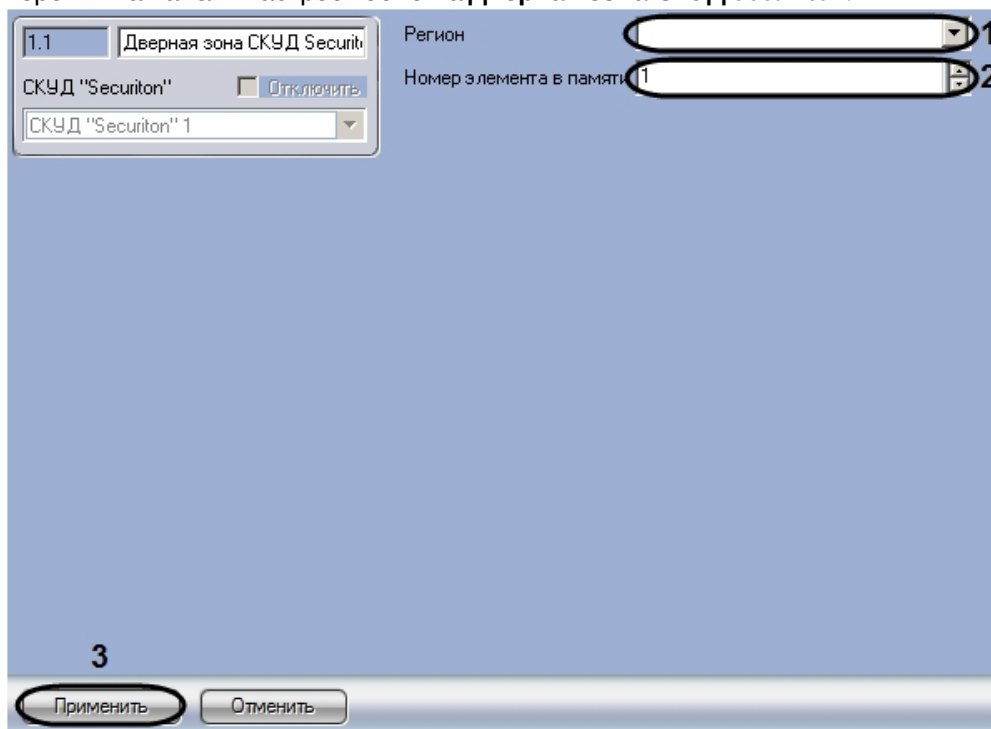 1.1 Дверная зона СКУД Securit
СКУД "Securiton" Отключить
СКУД "Securiton" 1
Регион 1
Номер элемента в памяти 1 2
3
Применить Отменить